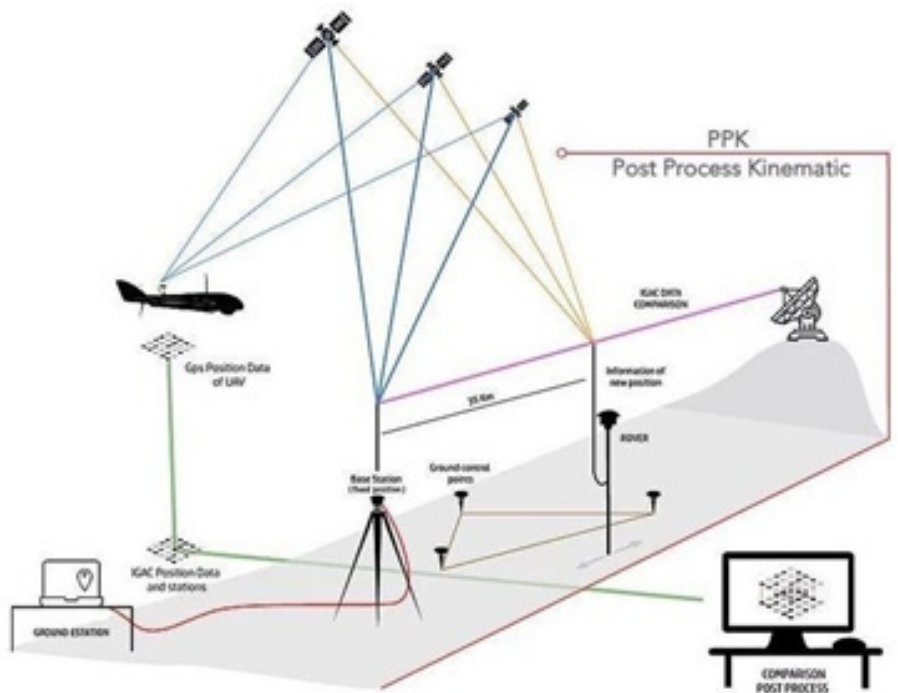 PPK
Post Process Kinematic
IGAC DATA
COMPARISON
Gps Position Data
of UAV
Information of
new position
ROVER
Base Station
(fixed position)
Ground control
points
IGAC Position Data
and stations
GROUND ESTATION
COMPARISON
POST PROCESS